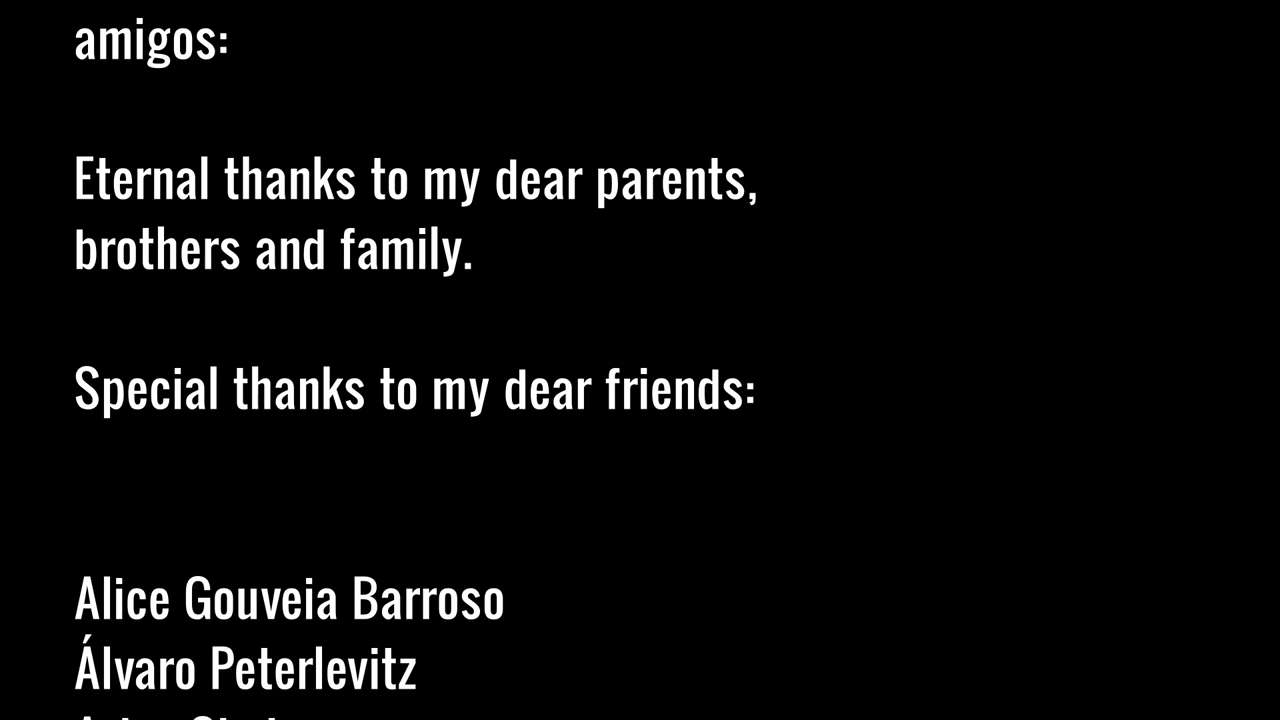 amigos:
Eternal thanks to my dear parents,
brothers and family.
Special thanks to my dear friends:
Alice Gouveia Barroso
Álvaro Peterlevitz